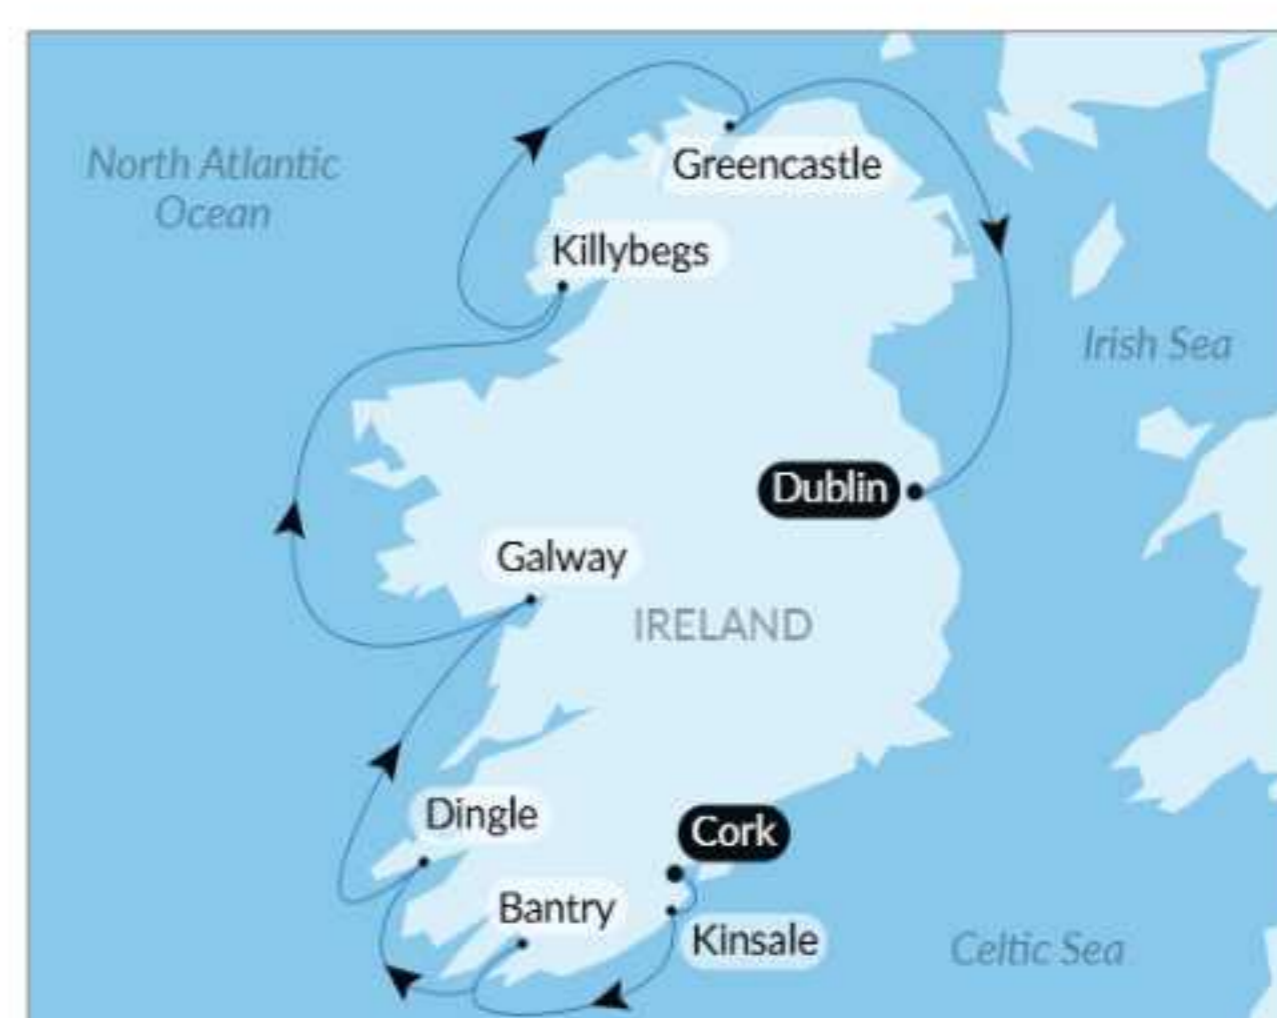 North Atlantic
Ocean
Greencastle
Killybegs
Irish Sea
Dublin
Galway
IRELAND
Dingle
Cork
Bantry
Kinsale
Celtic Sea